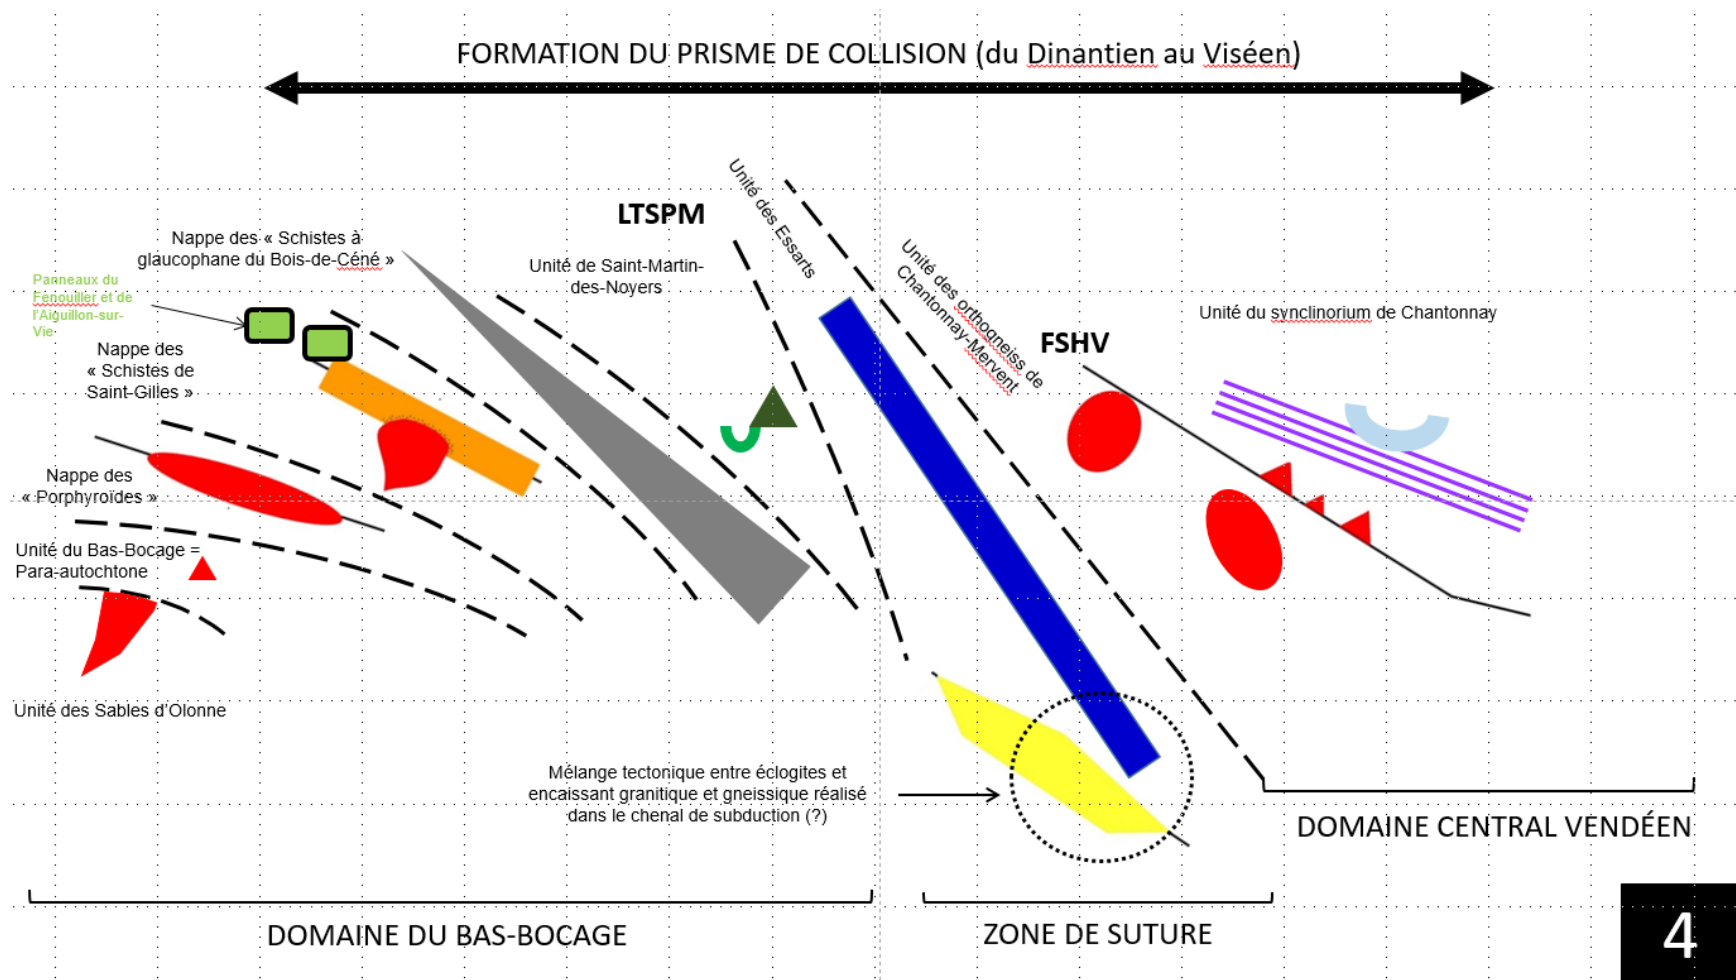 FORMATION DU PRISME DE COLLISION (du Dinantien au Viséen)
Nappe des « Schistes à
glaucophane du Bois-de-Céné »
Panneaux du
Fenouiller et de
l'Aiguillon-sur-
Vie
Nappe des
« Schistes de
Saint-Gilles »
Nappe des
« Porphyroïdes »
Unité du Bas-Bocage =
Para-autochtone
Unité des Sables d'Olonne
LTSPM
Unité de Saint-Martin-
des-Noyers
Unité des Essarts
Unité des orthogneiss de
Chantonnay-Mervent
FSHV
Unité du synclinorium de Chantonnay
Mélange tectonique entre éclogites et
encaissant granitique et gneissique réalisé
dans le chenal de subduction (?)
DOMAINE CENTRAL VENDÉEN
DOMAINE DU BAS-BOCAGE
ZONE DE SUTURE
4